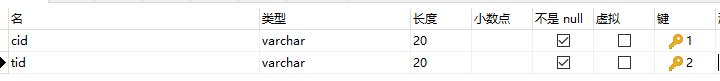 名 类型 长度 小数点 不是 null 虚拟 键
cid varchar 20 1
tid varchar 20 2